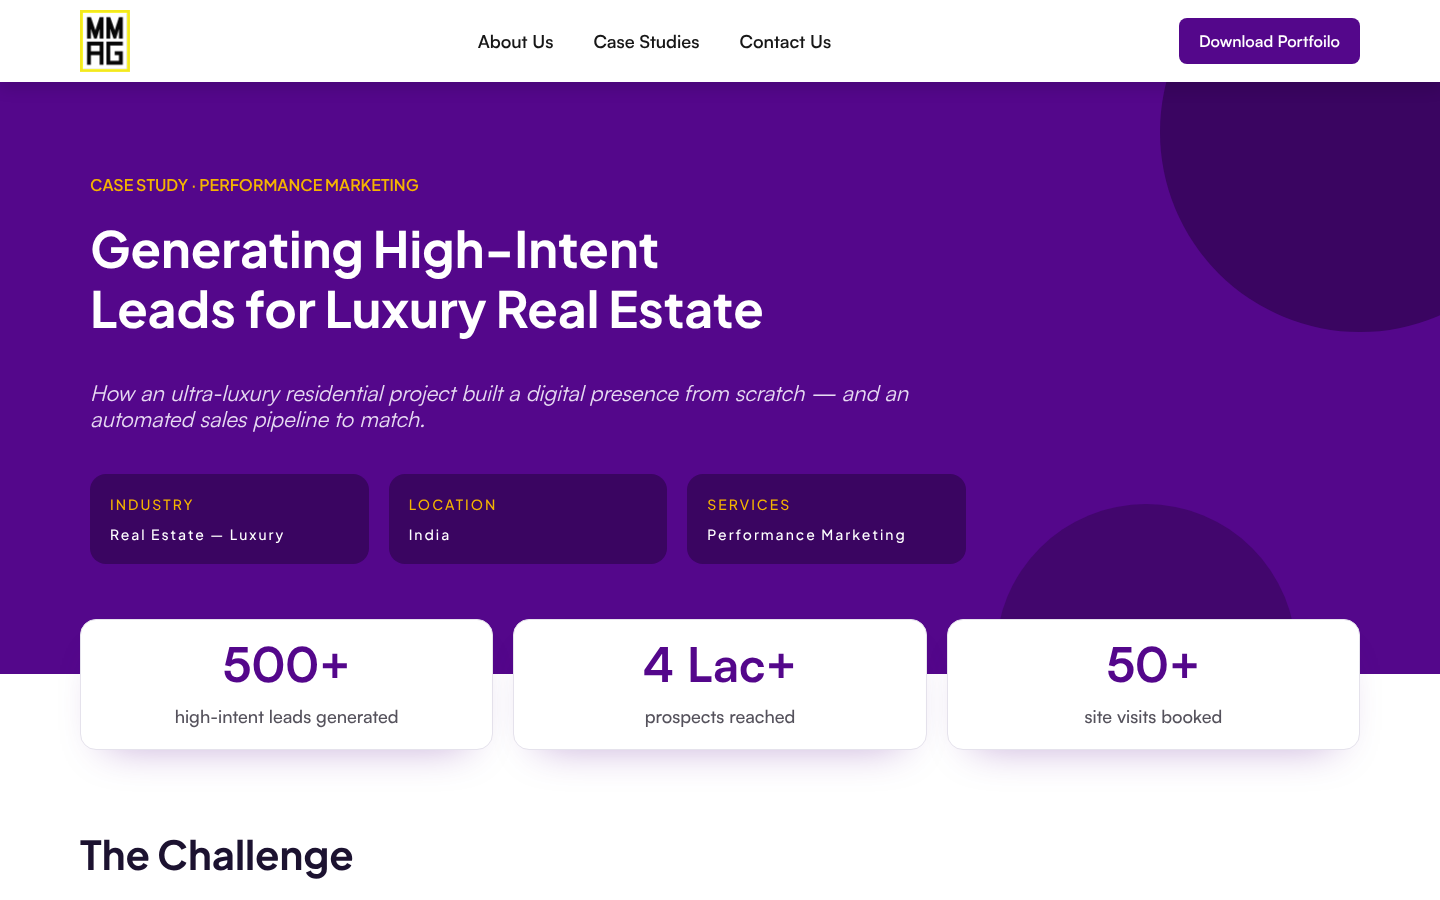 MM
AG
About Us
Case Studies
Contact Us
Download Portfoilo
CASE STUDY · PERFORMANCE MARKETING
Generating High-Intent
Leads for Luxury Real Estate
How an ultra-luxury residential project built a digital presence from scratch — and an
automated sales pipeline to match.
INDUSTRY
Real Estate — Luxury
LOCATION
India
SERVICES
Performance Marketing
500+
high-intent leads generated
4 Lac+
prospects reached
50+
site visits booked
The Challenge